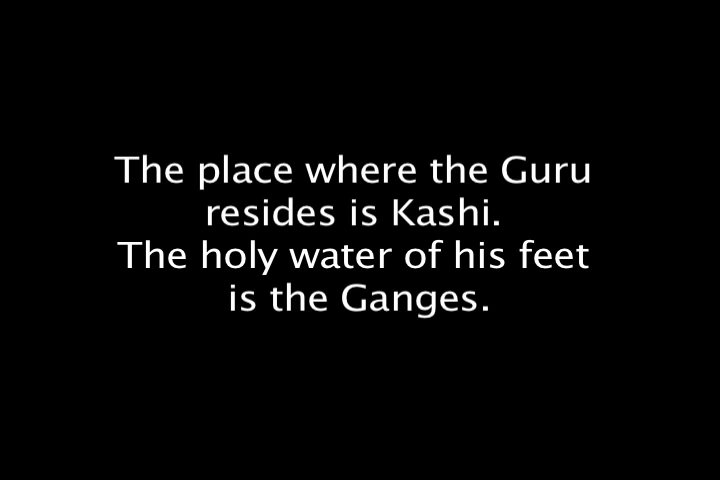 The place where the Guru
resides is Kashi.
The holy water of his feet
is the Ganges.